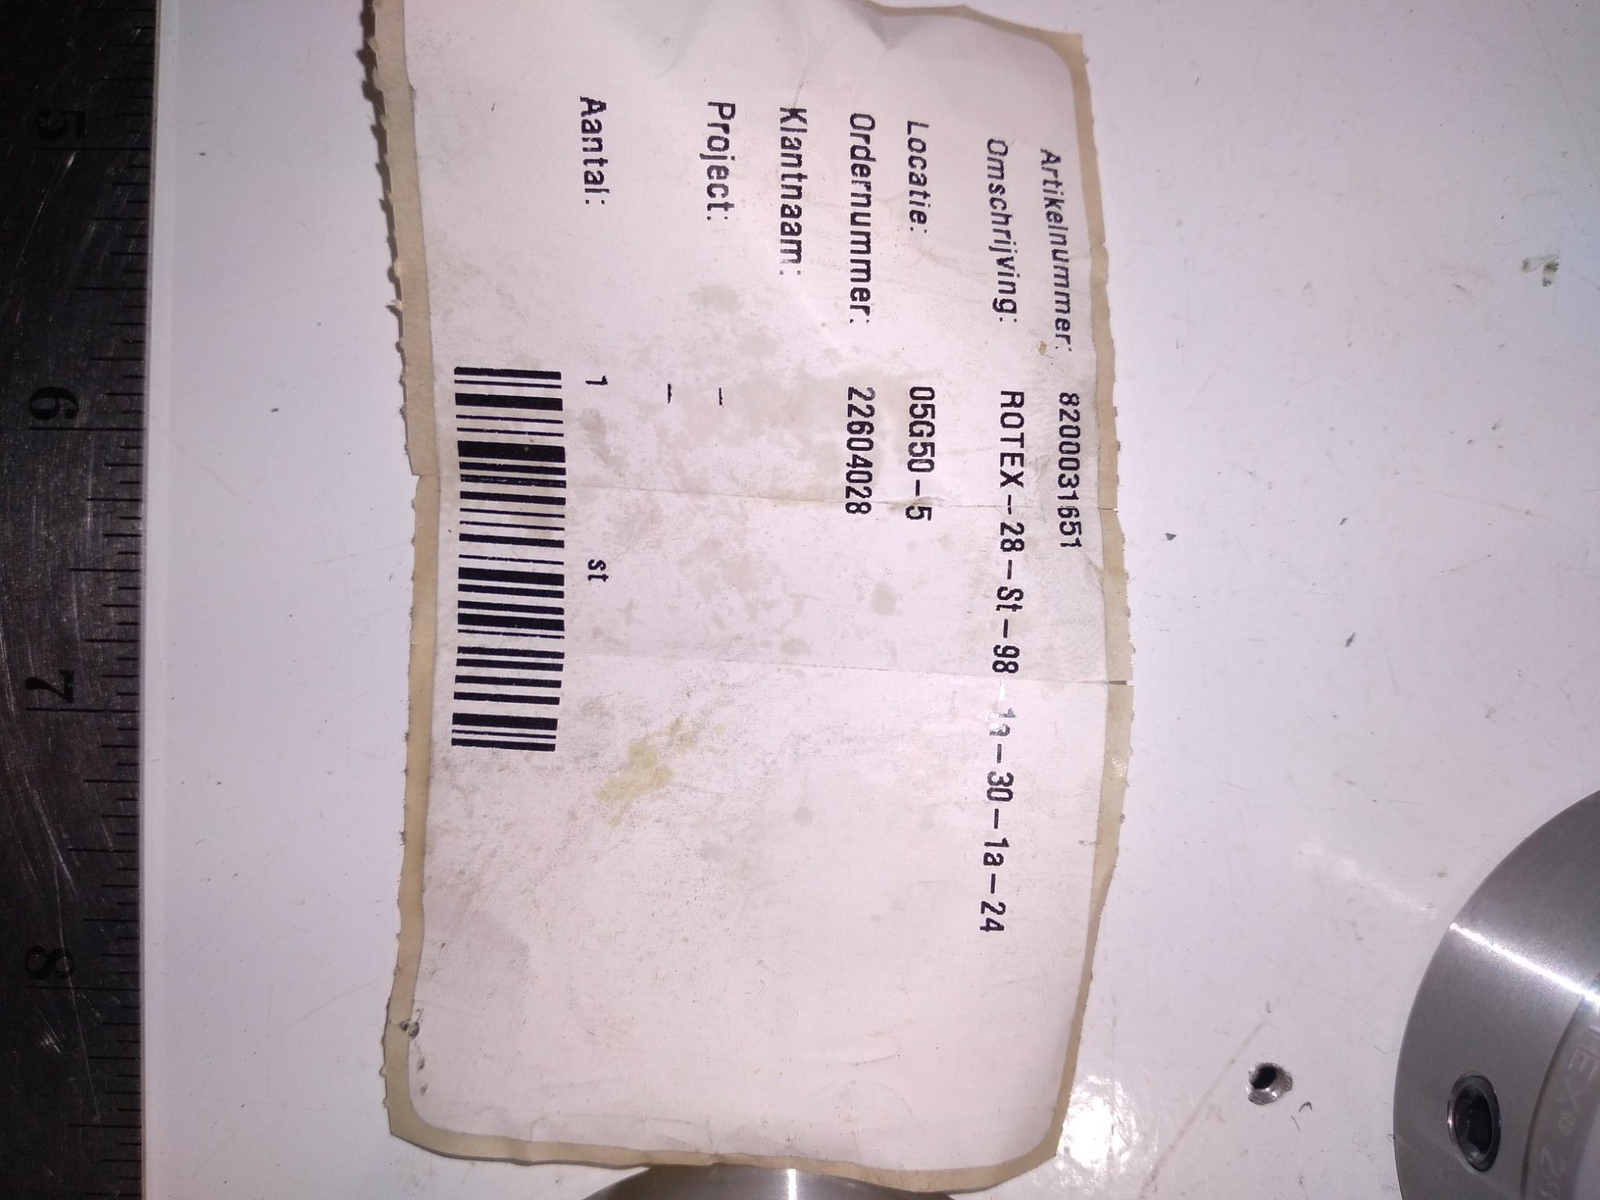 Artikelnummer: 8200031651
Omschrijving: ROTEX-28-St-98 1a-30-1a-24
Locatie: 05G50-5
Ordernummer: 22604028
Klantnaam:
Project: -
-
Aantal: 1 st
5
6
7
8